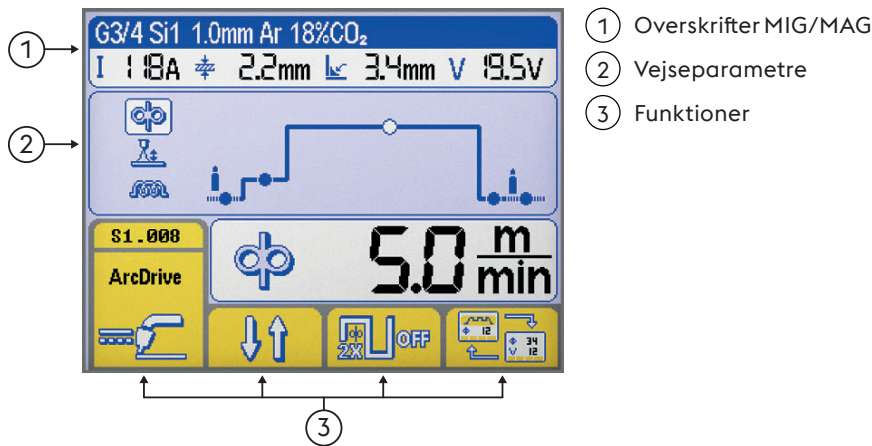 G3/4 Si1 1.0mm Ar 18%CO₂
I 118A 2.2mm 3.4mm V 19.5V
S1.008
ArcDrive
5.0 m/min
2X OFF
12
34
V 12
1
2
3
1 Overskrifter MIG/MAG
2 Vejseparametre
3 Funktioner